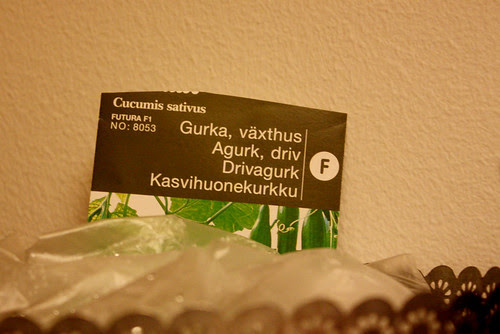 Cucumis sativus
FUTURA F1
NO: 8053
Gurka, växthus
Agurk, driv
Drivagurk
Kasvihuonekurkku
F